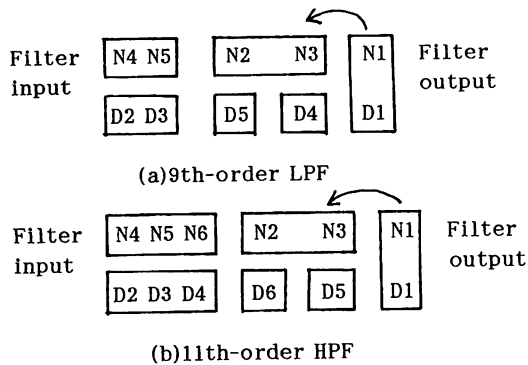 Filter input N4 N5 N2 N3 N1 Filter output
D2 D3 D5 D4 D1
(a)9th-order LPF
Filter input N4 N5 N6 N2 N3 N1 Filter output
D2 D3 D4 D6 D5 D1
(b)11th-order HPF